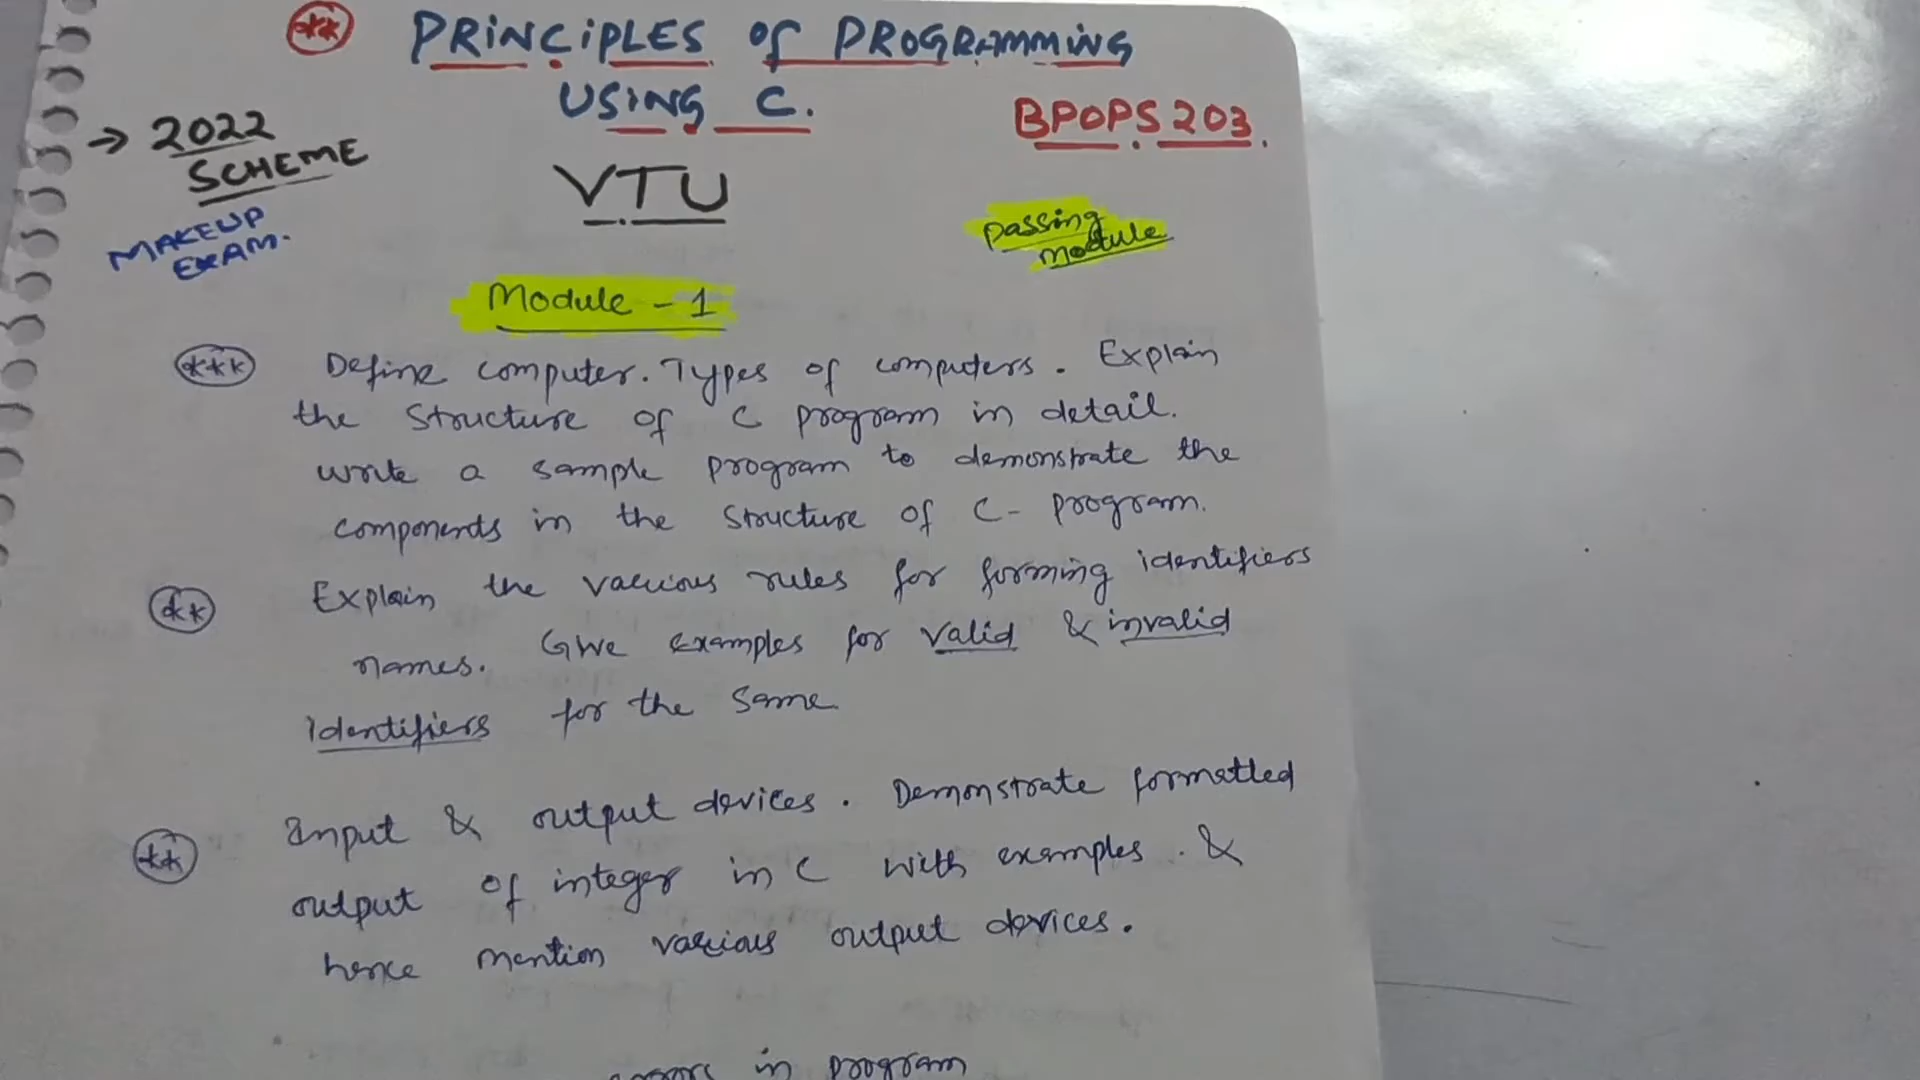 ** PRINCIPLES OF PROGRAMMING
USING C.
BPOPS203.
→ 2022
SCHEME
VTU
MAKEUP
EXAM.
Passing
module
Module - 1
*** Define computer. Types of computers. Explain
the structure of C program in detail.
write a sample program to demonstrate the
components in the structure of C - program.
** Explain the various rules for forming identifiers
names. Give examples for valid & invalid
identifiers for the same.
** Input & output devices. Demonstrate formatted
output of integer in C with examples. &
hence mention various output devices.
errors in program